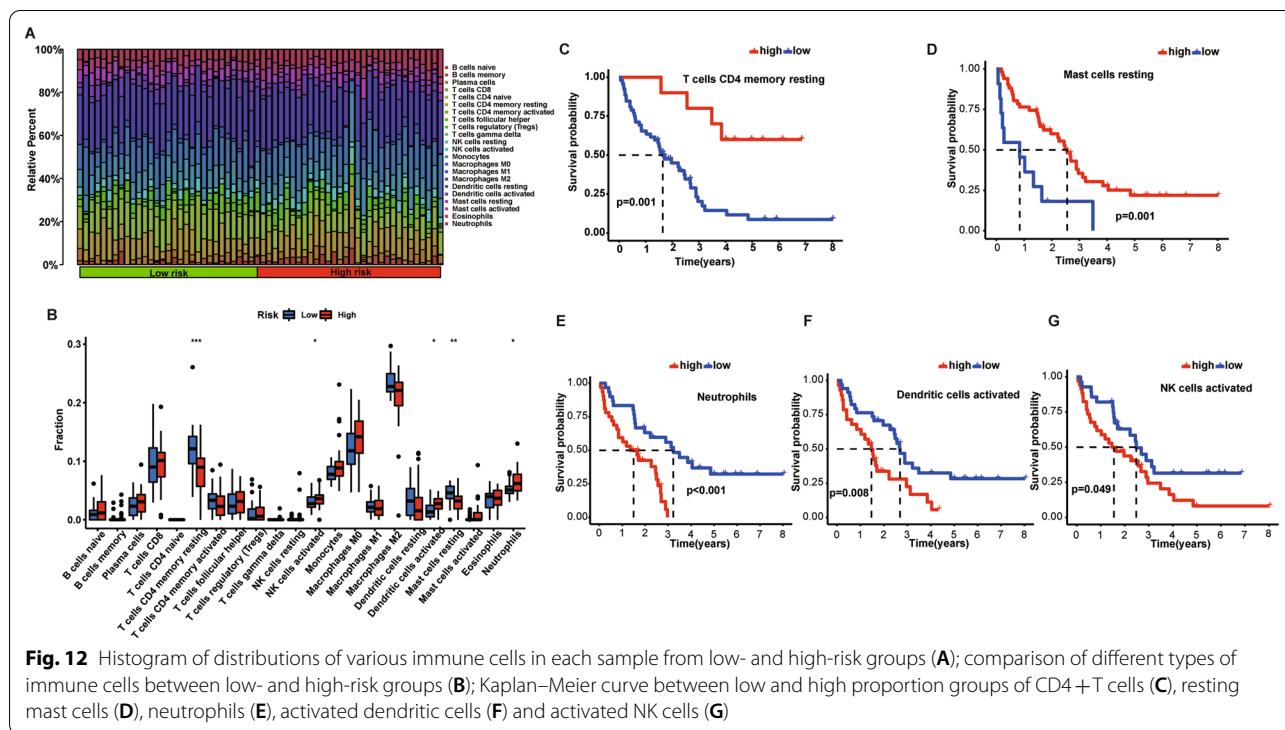 A
100%
80%
60%
40%
20%
0%
Relative Percent
Low risk
High risk
B cells naive
B cells memory
Plasma cells
T cells CD8
T cells CD4 naive
T cells CD4 memory resting
T cells CD4 memory activated
T cells follicular helper
T cells regulatory (Tregs)
T cells gamma delta
NK cells resting
NK cells activated
Monocytes
Macrophages M0
Macrophages M1
Macrophages M2
Dendritic cells resting
Dendritic cells activated
Mast cells resting
Mast cells activated
Eosinophils
Neutrophils
C
high low
T cells CD4 memory resting
1.00
0.75
0.50
0.25
0.00
Survival probability
p=0.001
0 1 2 3 4 5 6 7 8
Time(years)
D
high low
Mast cells resting
1.00
0.75
0.50
0.25
0.00
Survival probability
p=0.001
0 1 2 3 4 5 6 7 8
Time(years)
B
Risk Low High
*** * * ** *
0.3
0.2
0.1
0.0
Fraction
B cells naive
B cells memory
Plasma cells
T cells CD8
T cells CD4 naive
T cells CD4 memory resting
T cells CD4 memory activated
T cells follicular helper
T cells regulatory (Tregs)
T cells gamma delta
NK cells resting
NK cells activated
Monocytes
Macrophages M0
Macrophages M1
Macrophages M2
Dendritic cells resting
Dendritic cells activated
Mast cells resting
Mast cells activated
Eosinophils
Neutrophils
E
high low
Neutrophils
1.00
0.75
0.50
0.25
0.00
Survival probability
p<0.001
0 1 2 3 4 5 6 7 8
Time(years)
F
high low
Dendritic cells activated
1.00
0.75
0.50
0.25
0.00
Survival probability
p=0.008
0 1 2 3 4 5 6 7 8
Time(years)
G
high low
NK cells activated
1.00
0.75
0.50
0.25
0.00
Survival probability
p=0.049
0 1 2 3 4 5 6 7 8
Time(years)
Fig. 12 Histogram of distributions of various immune cells in each sample from low- and high-risk groups (A); comparison of different types of
immune cells between low- and high-risk groups (B); Kaplan–Meier curve between low and high proportion groups of CD4+T cells (C), resting
mast cells (D), neutrophils (E), activated dendritic cells (F) and activated NK cells (G)